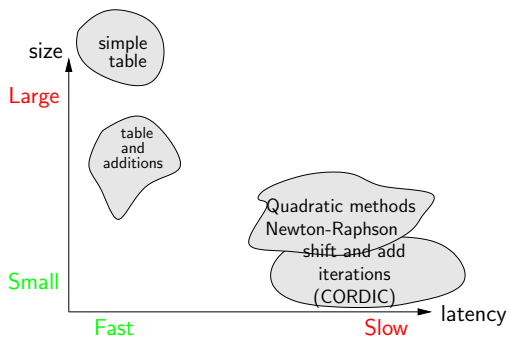 simple
table
size
Large
table
and
additions
Quadratic methods
Newton-Raphson
shift and add
iterations
(CORDIC)
Small
latency
Fast
Slow